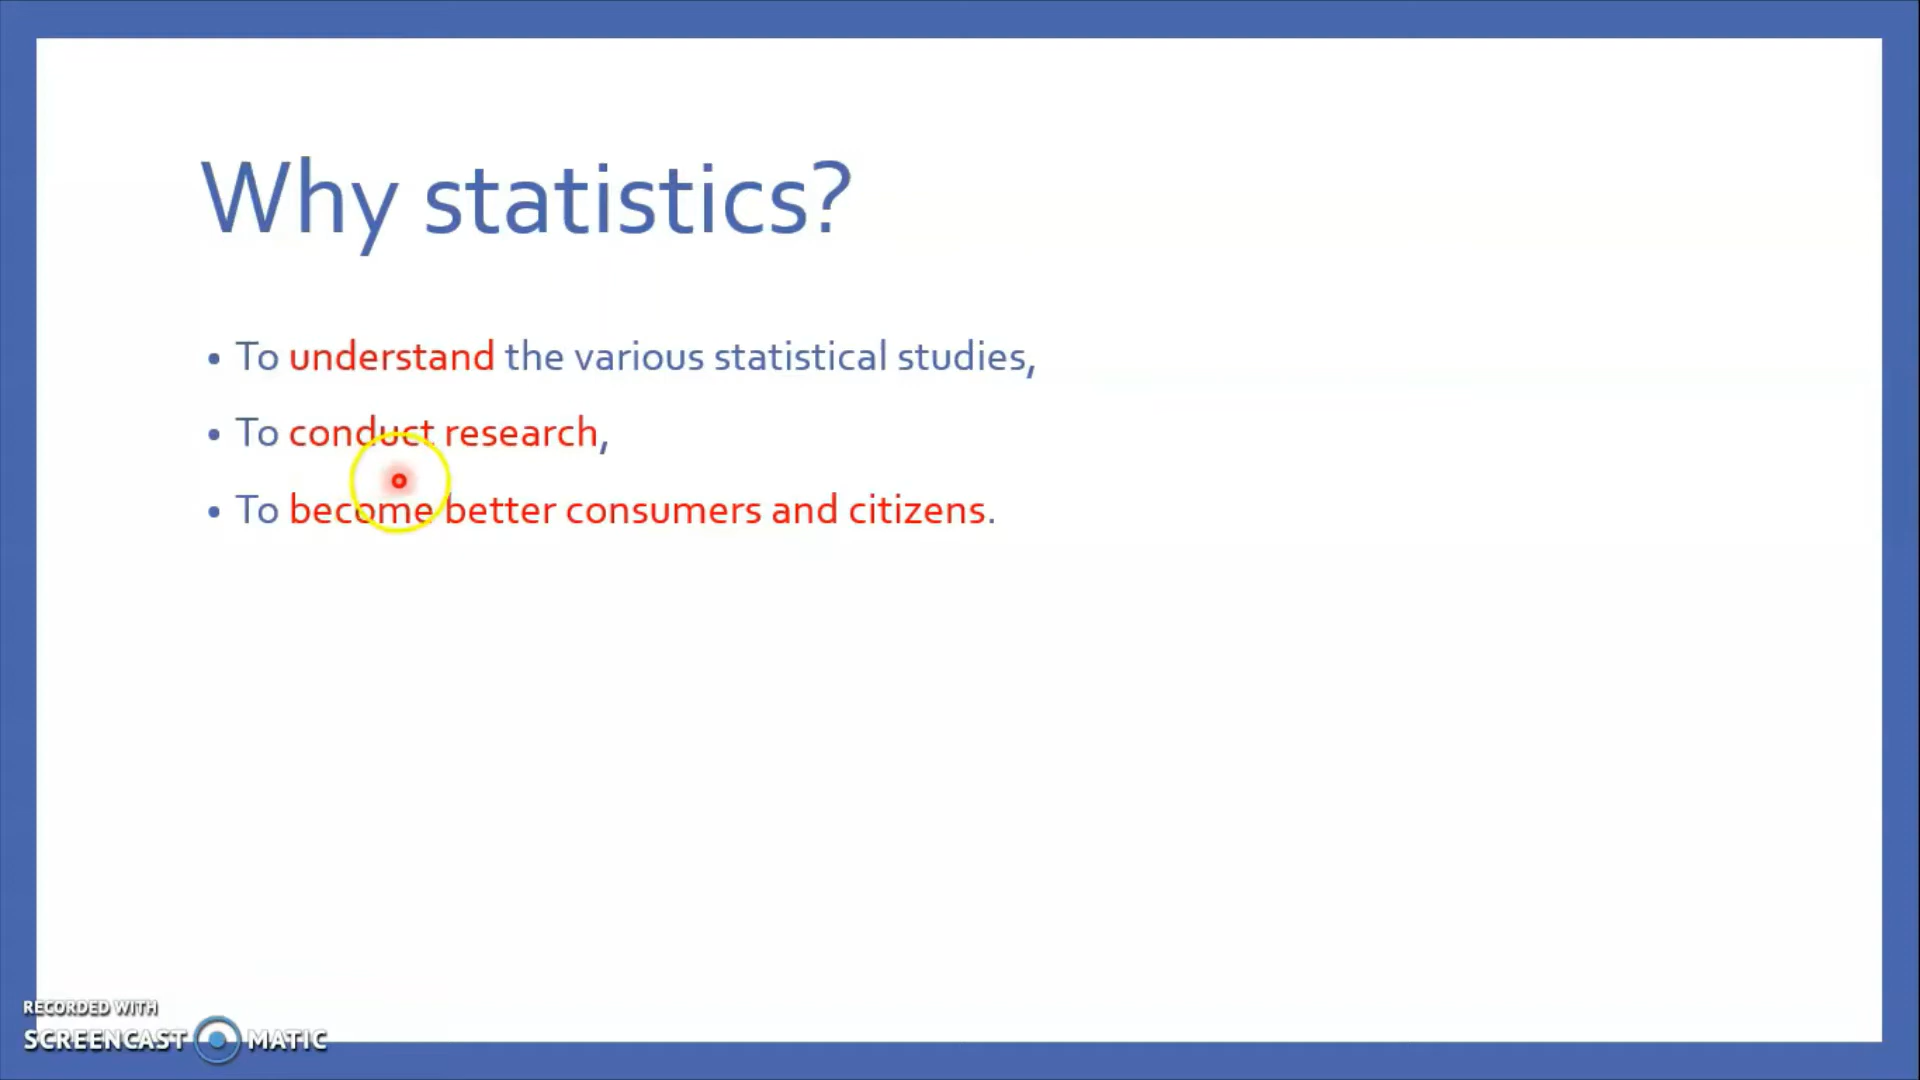 Why statistics?
• To understand the various statistical studies,
• To conduct research,
• To become better consumers and citizens.
RECORDED WITH
SCREENCAST MATIC